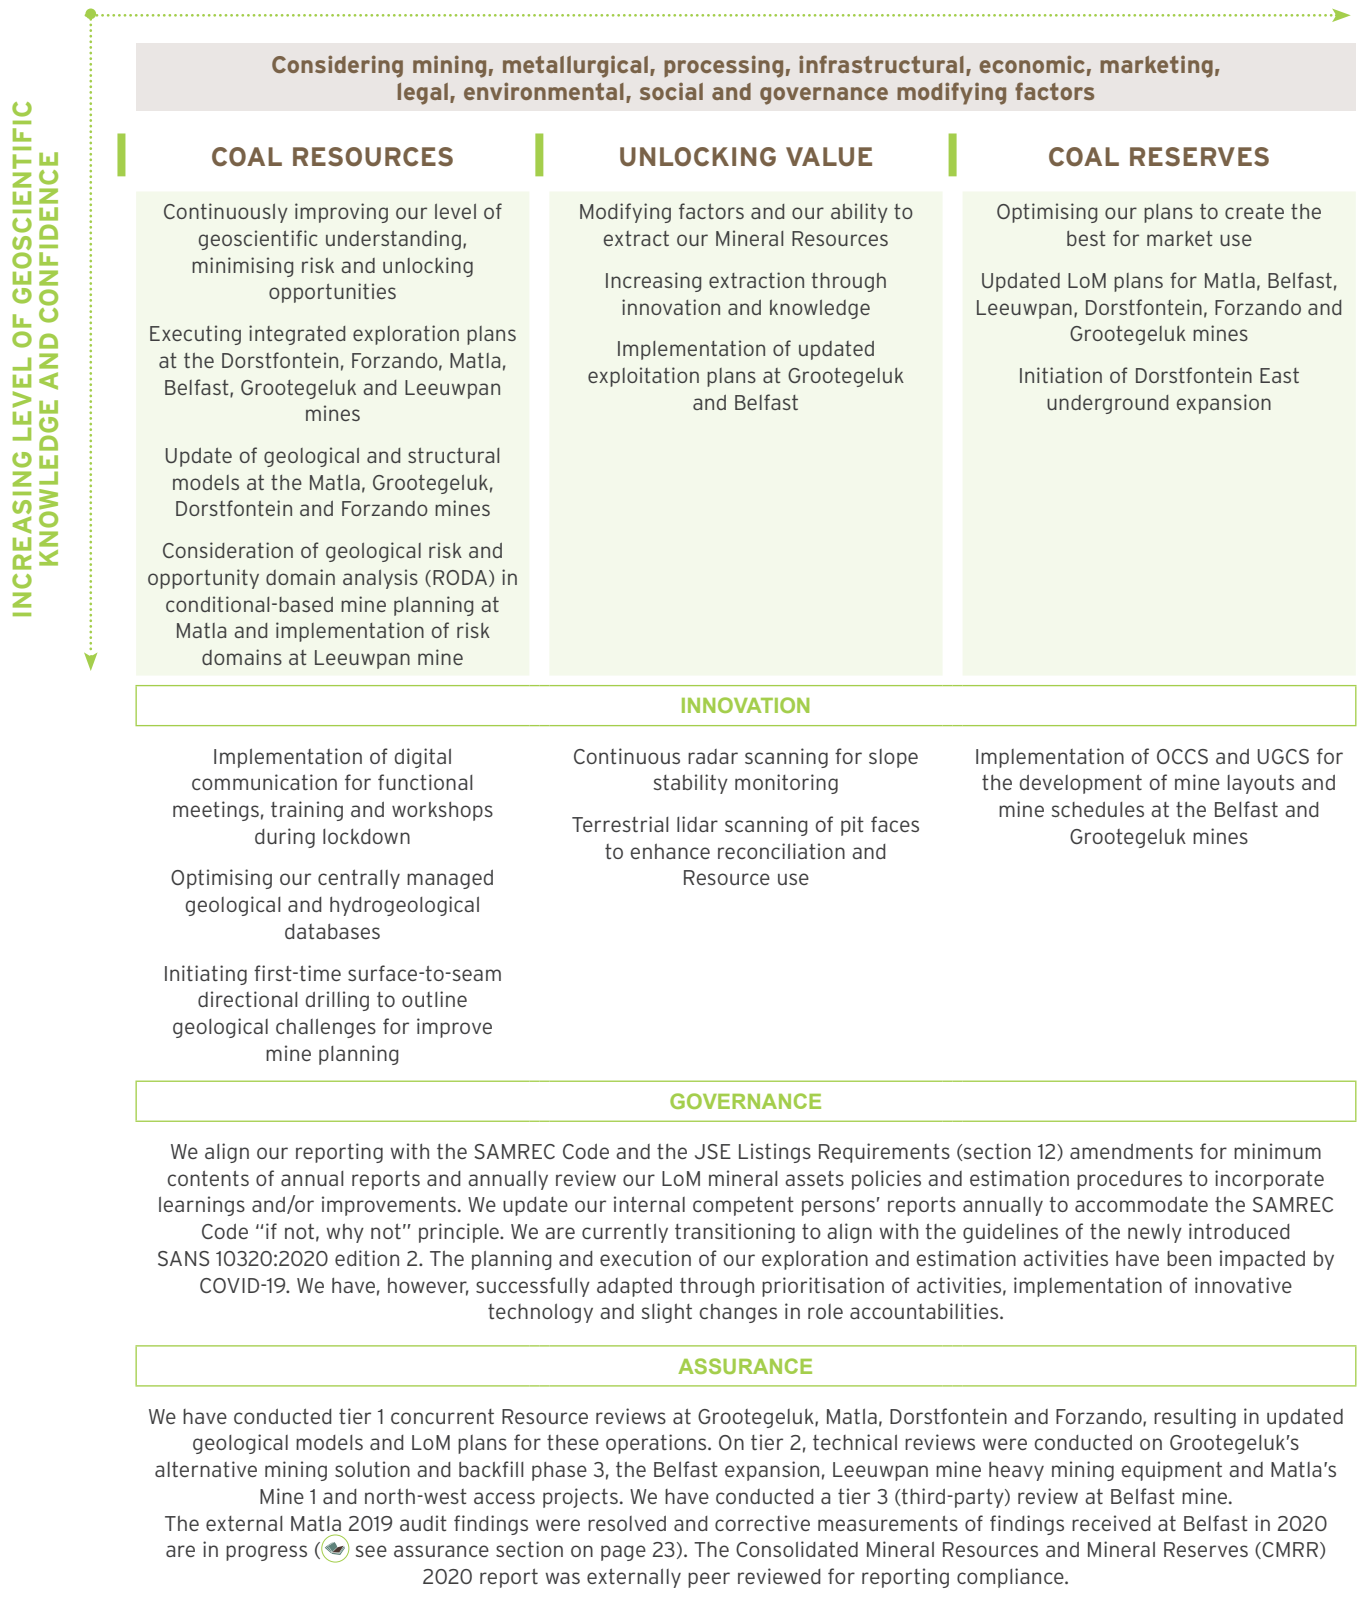 INCREASING LEVEL OF GEOSCIENTIFIC
KNOWLEDGE AND CONFIDENCE
Considering mining, metallurgical, processing, infrastructural, economic, marketing,
legal, environmental, social and governance modifying factors
COAL RESOURCES
Continuously improving our level of
geoscientific understanding,
minimising risk and unlocking
opportunities
Executing integrated exploration plans
at the Dorstfontein, Forzando, Matla,
Belfast, Grootegeluk and Leeuwpan
mines
Update of geological and structural
models at the Matla, Grootegeluk,
Dorstfontein and Forzando mines
Consideration of geological risk and
opportunity domain analysis (RODA) in
conditional-based mine planning at
Matla and implementation of risk
domains at Leeuwpan mine
UNLOCKING VALUE
Modifying factors and our ability to
extract our Mineral Resources
Increasing extraction through
innovation and knowledge
Implementation of updated
exploitation plans at Grootegeluk
and Belfast
COAL RESERVES
Optimising our plans to create the
best for market use
Updated LoM plans for Matla, Belfast,
Leeuwpan, Dorstfontein, Forzando and
Grootegeluk mines
Initiation of Dorstfontein East
underground expansion
INNOVATION
Implementation of digital
communication for functional
meetings, training and workshops
during lockdown
Optimising our centrally managed
geological and hydrogeological
databases
Initiating first-time surface-to-seam
directional drilling to outline
geological challenges for improve
mine planning
Continuous radar scanning for slope
stability monitoring
Terrestrial lidar scanning of pit faces
to enhance reconciliation and
Resource use
Implementation of OCCS and UGCS for
the development of mine layouts and
mine schedules at the Belfast and
Grootegeluk mines
GOVERNANCE
We align our reporting with the SAMREC Code and the JSE Listings Requirements (section 12) amendments for minimum
contents of annual reports and annually review our LoM mineral assets policies and estimation procedures to incorporate
learnings and/or improvements. We update our internal competent persons’ reports annually to accommodate the SAMREC
Code “if not, why not” principle. We are currently transitioning to align with the guidelines of the newly introduced
SANS 10320:2020 edition 2. The planning and execution of our exploration and estimation activities have been impacted by
COVID-19. We have, however, successfully adapted through prioritisation of activities, implementation of innovative
technology and slight changes in role accountabilities.
ASSURANCE
We have conducted tier 1 concurrent Resource reviews at Grootegeluk, Matla, Dorstfontein and Forzando, resulting in updated
geological models and LoM plans for these operations. On tier 2, technical reviews were conducted on Grootegeluk’s
alternative mining solution and backfill phase 3, the Belfast expansion, Leeuwpan mine heavy mining equipment and Matla’s
Mine 1 and north-west access projects. We have conducted a tier 3 (third-party) review at Belfast mine.
The external Matla 2019 audit findings were resolved and corrective measurements of findings received at Belfast in 2020
are in progress ( see assurance section on page 23). The Consolidated Mineral Resources and Mineral Reserves (CMRR)
2020 report was externally peer reviewed for reporting compliance.